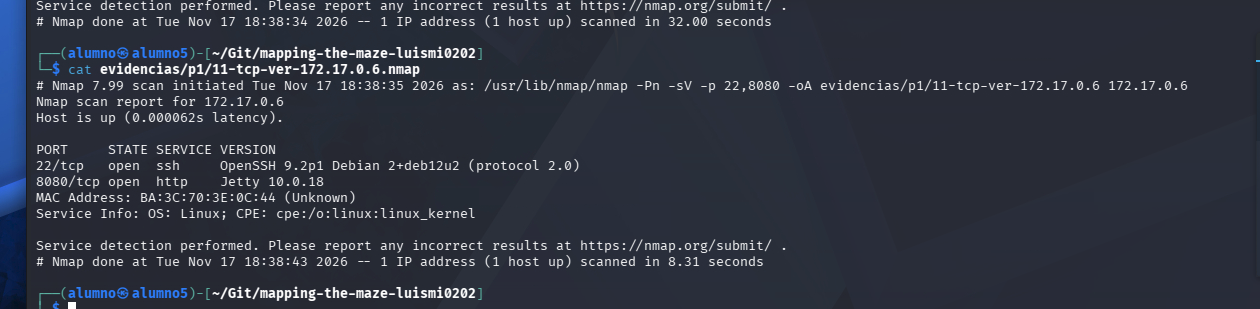 Service detection performed. Please report any incorrect results at https://nmap.org/submit/ .
# Nmap done at Tue Nov 17 18:38:34 2026 -- 1 IP address (1 host up) scanned in 32.00 seconds
┌──(alumno㉿alumno5)-[~/Git/mapping-the-maze-luismi0202]
└─$ cat evidencias/p1/11-tcp-ver-172.17.0.6.nmap
# Nmap 7.99 scan initiated Tue Nov 17 18:38:35 2026 as: /usr/lib/nmap/nmap -Pn -sV -p 22,8080 -oA evidencias/p1/11-tcp-ver-172.17.0.6 172.17.0.6
Nmap scan report for 172.17.0.6
Host is up (0.000062s latency).
PORT     STATE SERVICE VERSION
22/tcp   open  ssh     OpenSSH 9.2p1 Debian 2+deb12u2 (protocol 2.0)
8080/tcp open  http    Jetty 10.0.18
MAC Address: BA:3C:70:3E:0C:44 (Unknown)
Service Info: OS: Linux; CPE: cpe:/o:linux:linux_kernel
Service detection performed. Please report any incorrect results at https://nmap.org/submit/ .
# Nmap done at Tue Nov 17 18:38:43 2026 -- 1 IP address (1 host up) scanned in 8.31 seconds
┌──(alumno㉿alumno5)-[~/Git/mapping-the-maze-luismi0202]
└─$